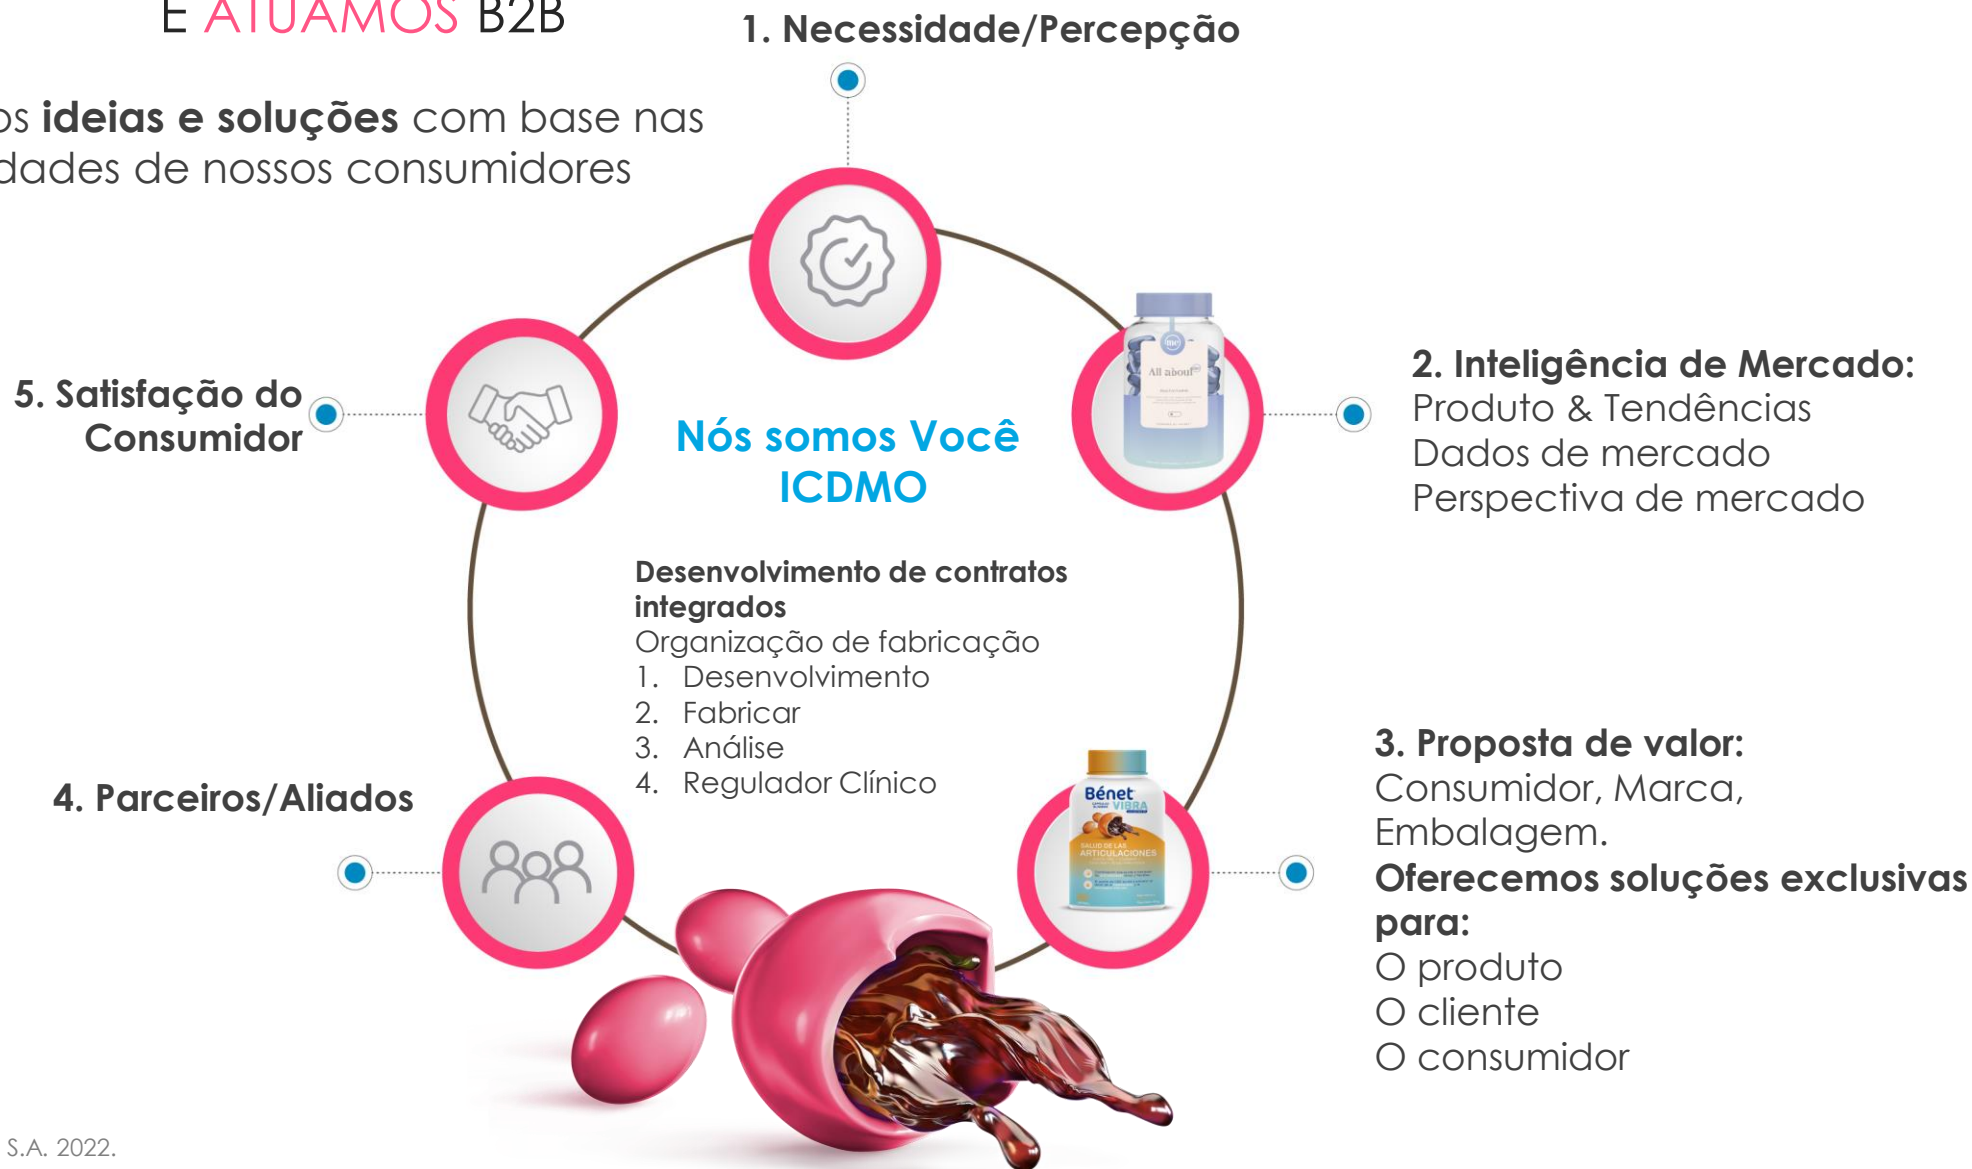 E ATUAMOS B2B
os ideias e soluções com base nas
dades de nossos consumidores
1. Necessidade/Percepção
2. Inteligência de Mercado:
Produto & Tendências
Dados de mercado
Perspectiva de mercado
me
All about
5. Satisfação do
Consumidor
Nós somos Você
ICDMO
Desenvolvimento de contratos
integrados
Organização de fabricação
1. Desenvolvimento
2. Fabricar
3. Análise
4. Regulador Clínico
3. Proposta de valor:
Consumidor, Marca,
Embalagem.
Oferecemos soluções exclusivas
para:
O produto
O cliente
O consumidor
Bénet
VIBRA
SALUD DE LAS
ARTICULACIONES
4. Parceiros/Aliados
S.A. 2022.